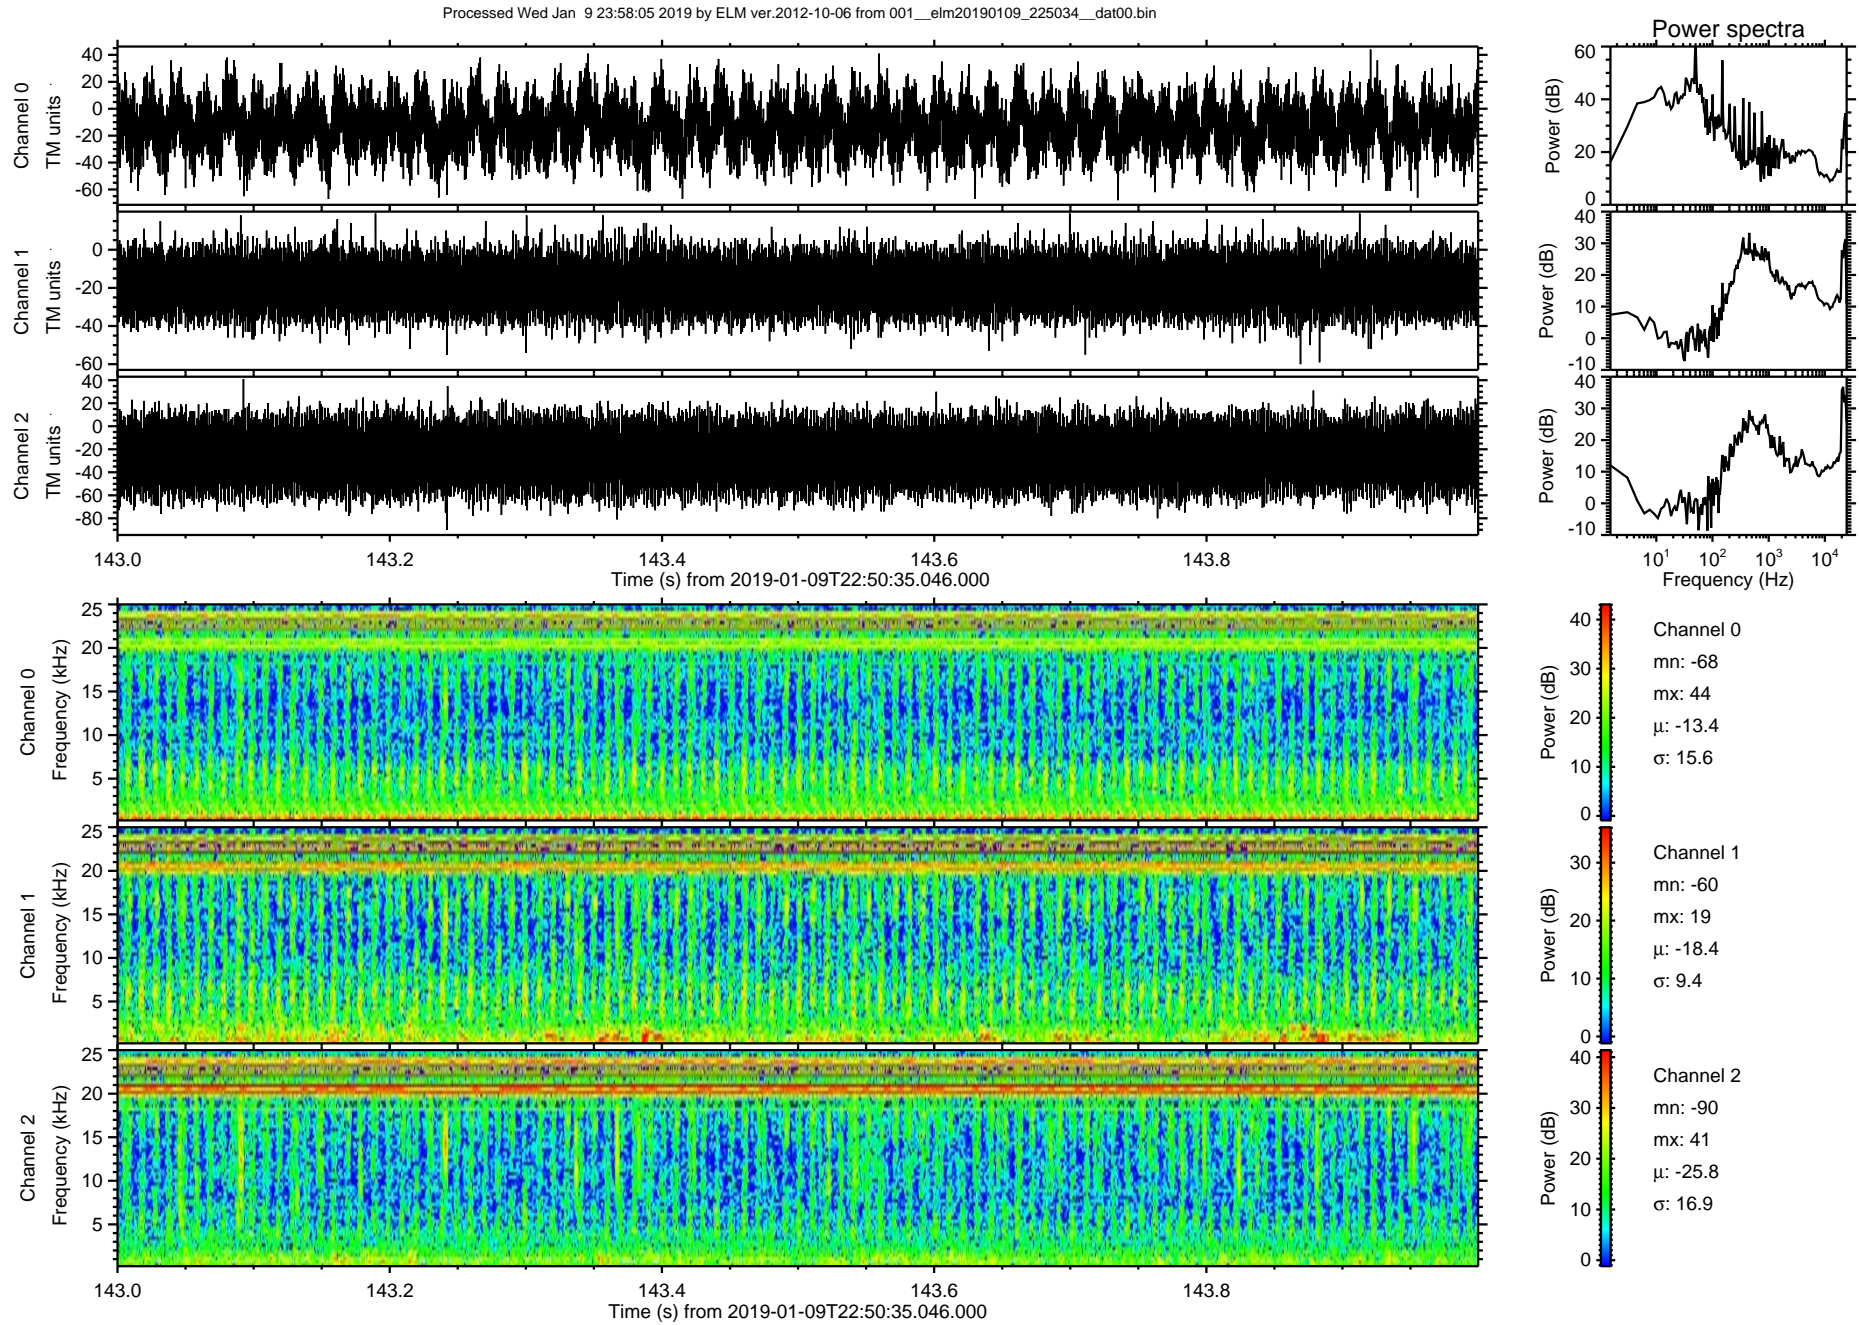 Processed Wed Jan  9 23:58:05 2019 by ELM ver.2012-10-06 from 001__elm20190109_225034__dat00.bin
Power spectra
Channel 0
TM units
40
20
0
-20
-40
-60
Power (dB)
60
40
20
0
Channel 1
TM units
0
-20
-40
-60
Power (dB)
40
30
20
10
0
-10
Channel 2
TM units
40
20
0
-20
-40
-60
-80
Power (dB)
40
30
20
10
0
-10
143.0 143.2 143.4 143.6 143.8
Time (s) from 2019-01-09T22:50:35.046.000
10¹ 10² 10³ 10⁴
Frequency (Hz)
Channel 0
Frequency (kHz)
25
20
15
10
5
Power (dB)
40
30
20
10
0
Channel 0
mn: -68
mx: 44
µ: -13.4
σ: 15.6
Channel 1
Frequency (kHz)
25
20
15
10
5
Power (dB)
30
20
10
0
Channel 1
mn: -60
mx: 19
µ: -18.4
σ: 9.4
Channel 2
Frequency (kHz)
25
20
15
10
5
Power (dB)
40
30
20
10
0
Channel 2
mn: -90
mx: 41
µ: -25.8
σ: 16.9
143.0 143.2 143.4 143.6 143.8
Time (s) from 2019-01-09T22:50:35.046.000